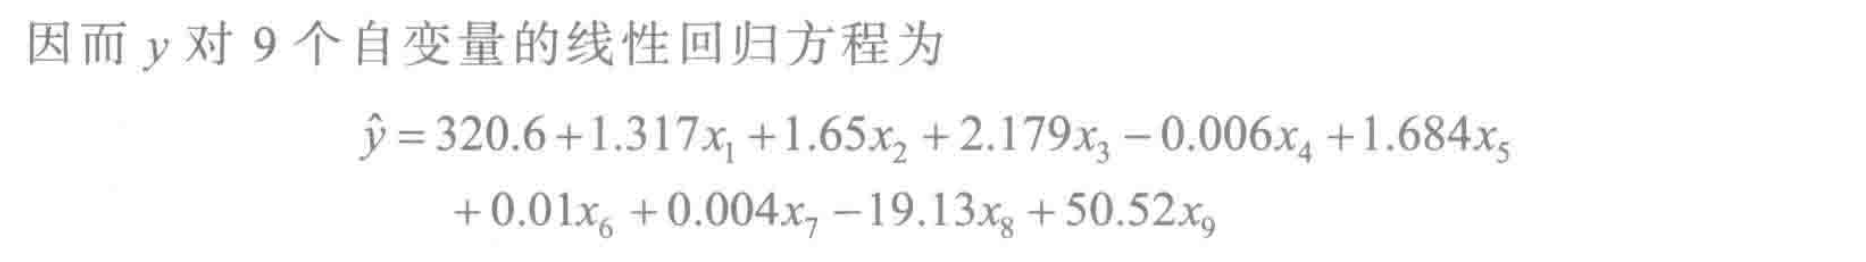 因而 y 对 9 个自变量的线性回归方程为
ŷ = 320.6 + 1.317x₁ + 1.65x₂ + 2.179x₃ − 0.006x₄ + 1.684x₅
+ 0.01x₆ + 0.004x₇ − 19.13x₈ + 50.52x₉